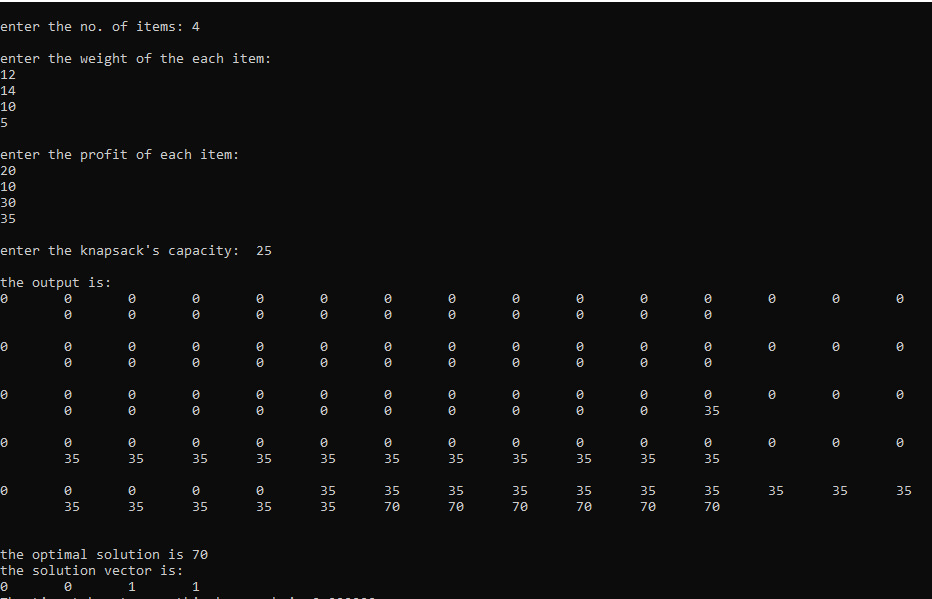 enter the no. of items: 4
enter the weight of the each item:
12
14
10
5
enter the profit of each item:
20
10
30
35
enter the knapsack's capacity:  25
the output is:
0 0 0 0 0 0 0 0 0 0 0 0 0 0 0
0 0 0 0 0 0 0 0 0 0 0
0 0 0 0 0 0 0 0 0 0 0 0 0 0 0
0 0 0 0 0 0 0 0 0 0 0
0 0 0 0 0 0 0 0 0 0 0 0 0 0 0
0 0 0 0 0 0 0 0 0 0 35
0 0 0 0 0 0 0 0 0 0 0 0 0 0 0
35 35 35 35 35 35 35 35 35 35 35
0 0 0 0 0 35 35 35 35 35 35 35 35 35 35
35 35 35 35 35 70 70 70 70 70 70
the optimal solution is 70
the solution vector is:
0 0 1 1